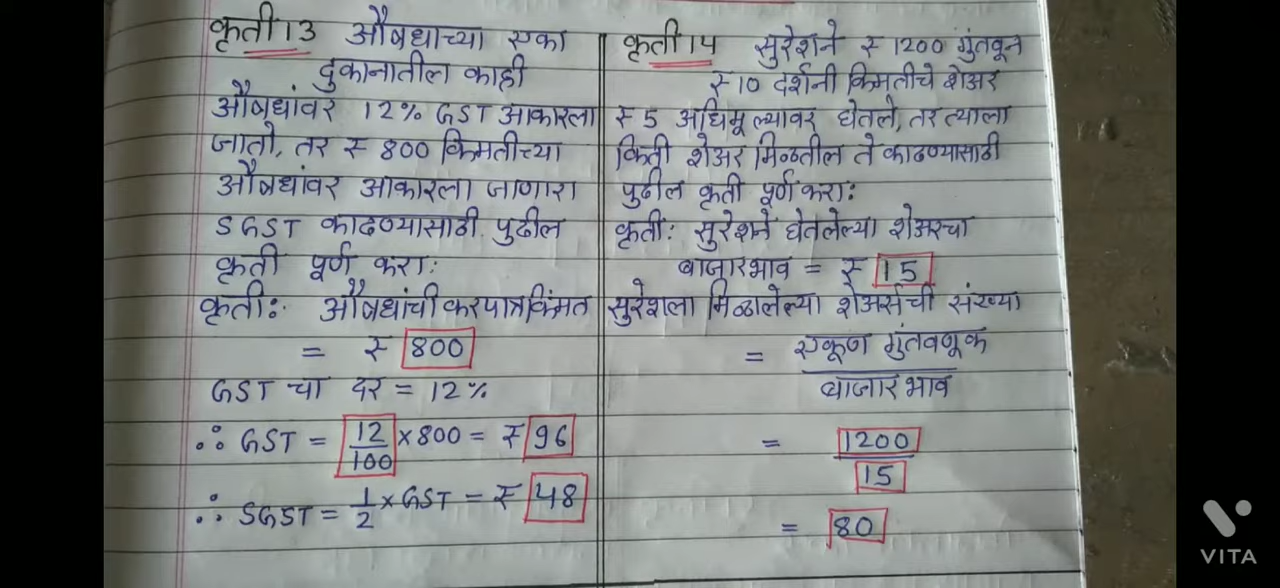 कृती 13 औषधाच्या एका
दुकानातील काही
औषधांवर 12% GST आकारला
जातो, तर ₹ 800 किमतीच्या
औषधांवर आकारला जाणारा
SGST काढण्यासाठी पुढील
कृती पूर्ण करा:
कृती: औषधांची करपात्र किंमत
= ₹ 800
GST चा दर = 12%
∴ GST = 12/100 × 800 = ₹ 96
∴ SGST = 1/2 × GST = ₹ 48
कृती 14 सुरेशने ₹ 1200 गुंतवून
₹ 10 दर्शनी किमतीचे शेअर
₹ 5 अधिमूल्यावर घेतले, तर त्याला
किती शेअर मिळतील ते काढण्यासाठी
पुढील कृती पूर्ण करा:
कृती: सुरेशने घेतलेल्या शेअरचा
बाजारभाव = ₹ 15
सुरेशला मिळालेल्या शेअर्सची संख्या
= एकूण गुंतवणूक
बाजारभाव
= 1200
15
= 80
VITA